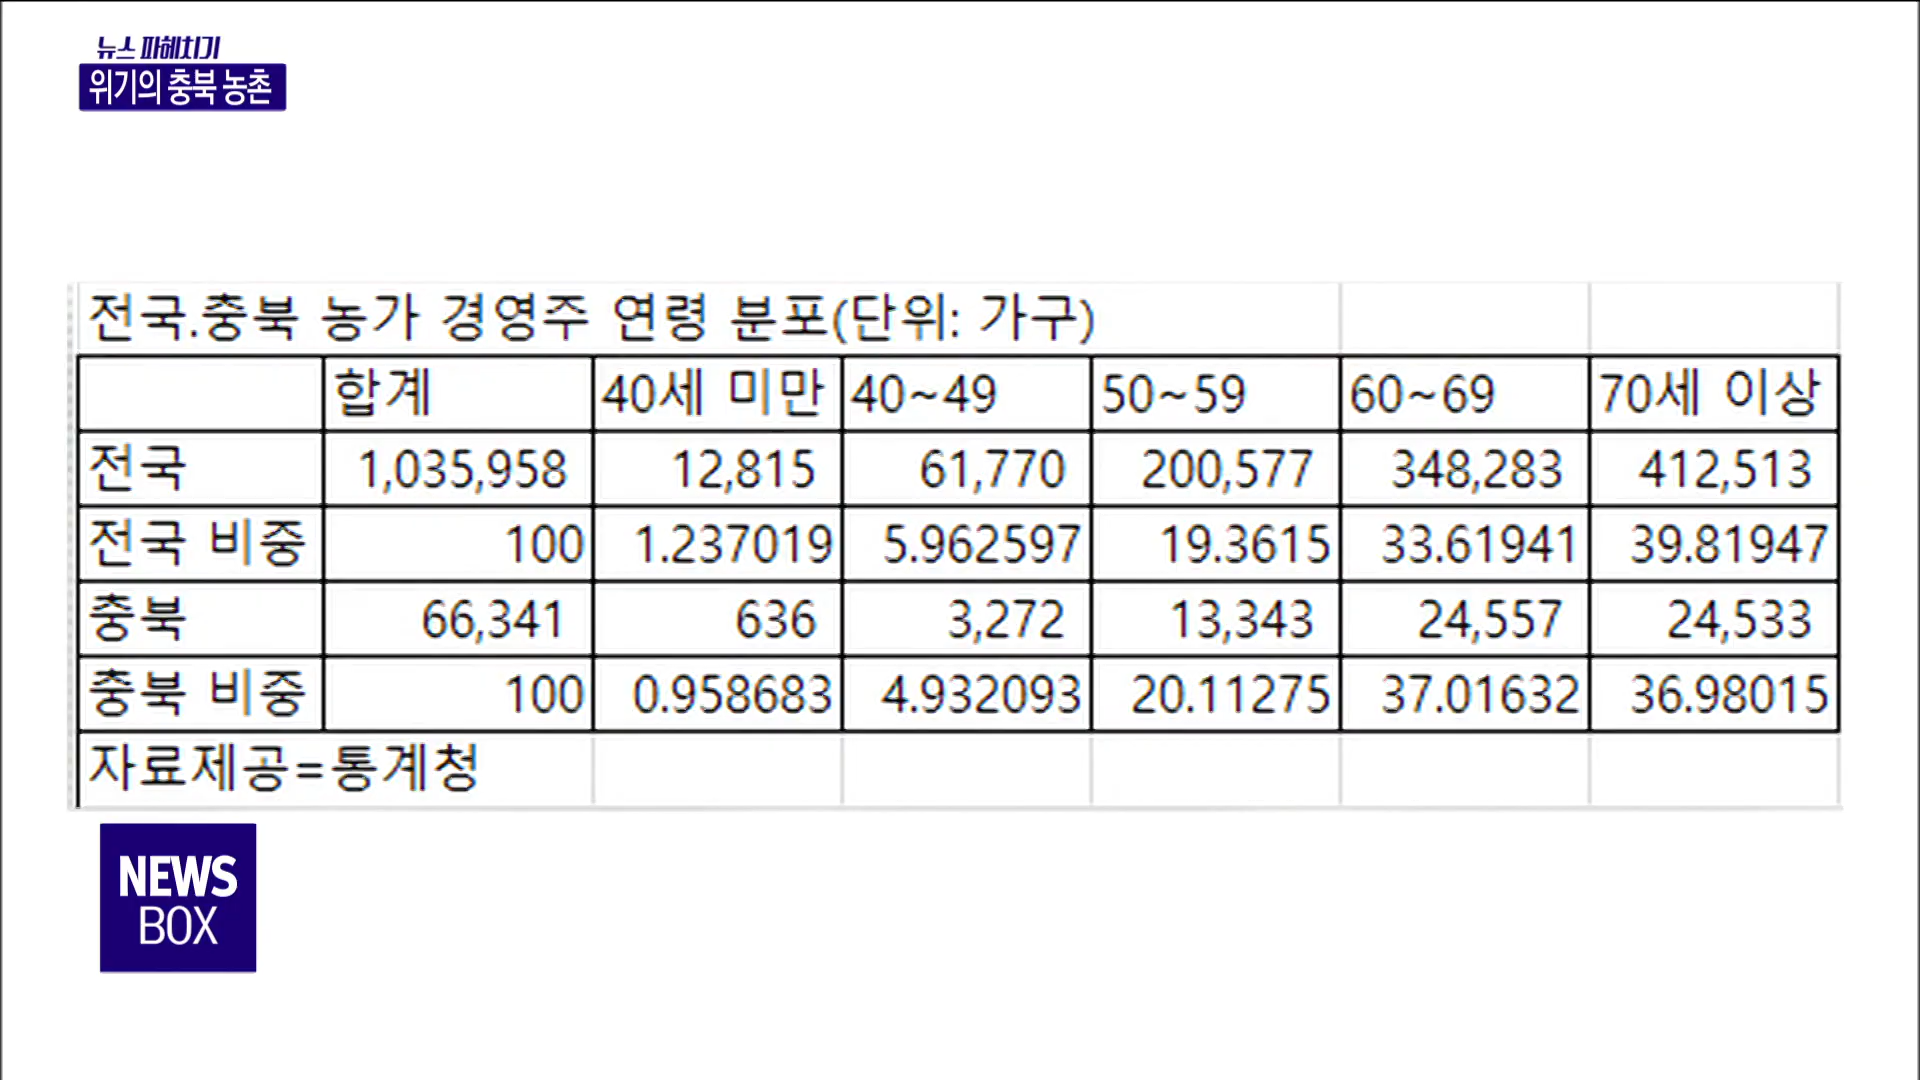 뉴스 파헤치기
위기의 충북 농촌
전국.충북 농가 경영주 연령 분포(단위: 가구)
합계 40세 미만 40~49 50~59 60~69 70세 이상
전국 1,035,958 12,815 61,770 200,577 348,283 412,513
전국 비중 100 1.237019 5.962597 19.3615 33.61941 39.81947
충북 66,341 636 3,272 13,343 24,557 24,533
충북 비중 100 0.958683 4.932093 20.11275 37.01632 36.98015
자료제공=통계청
NEWS
BOX